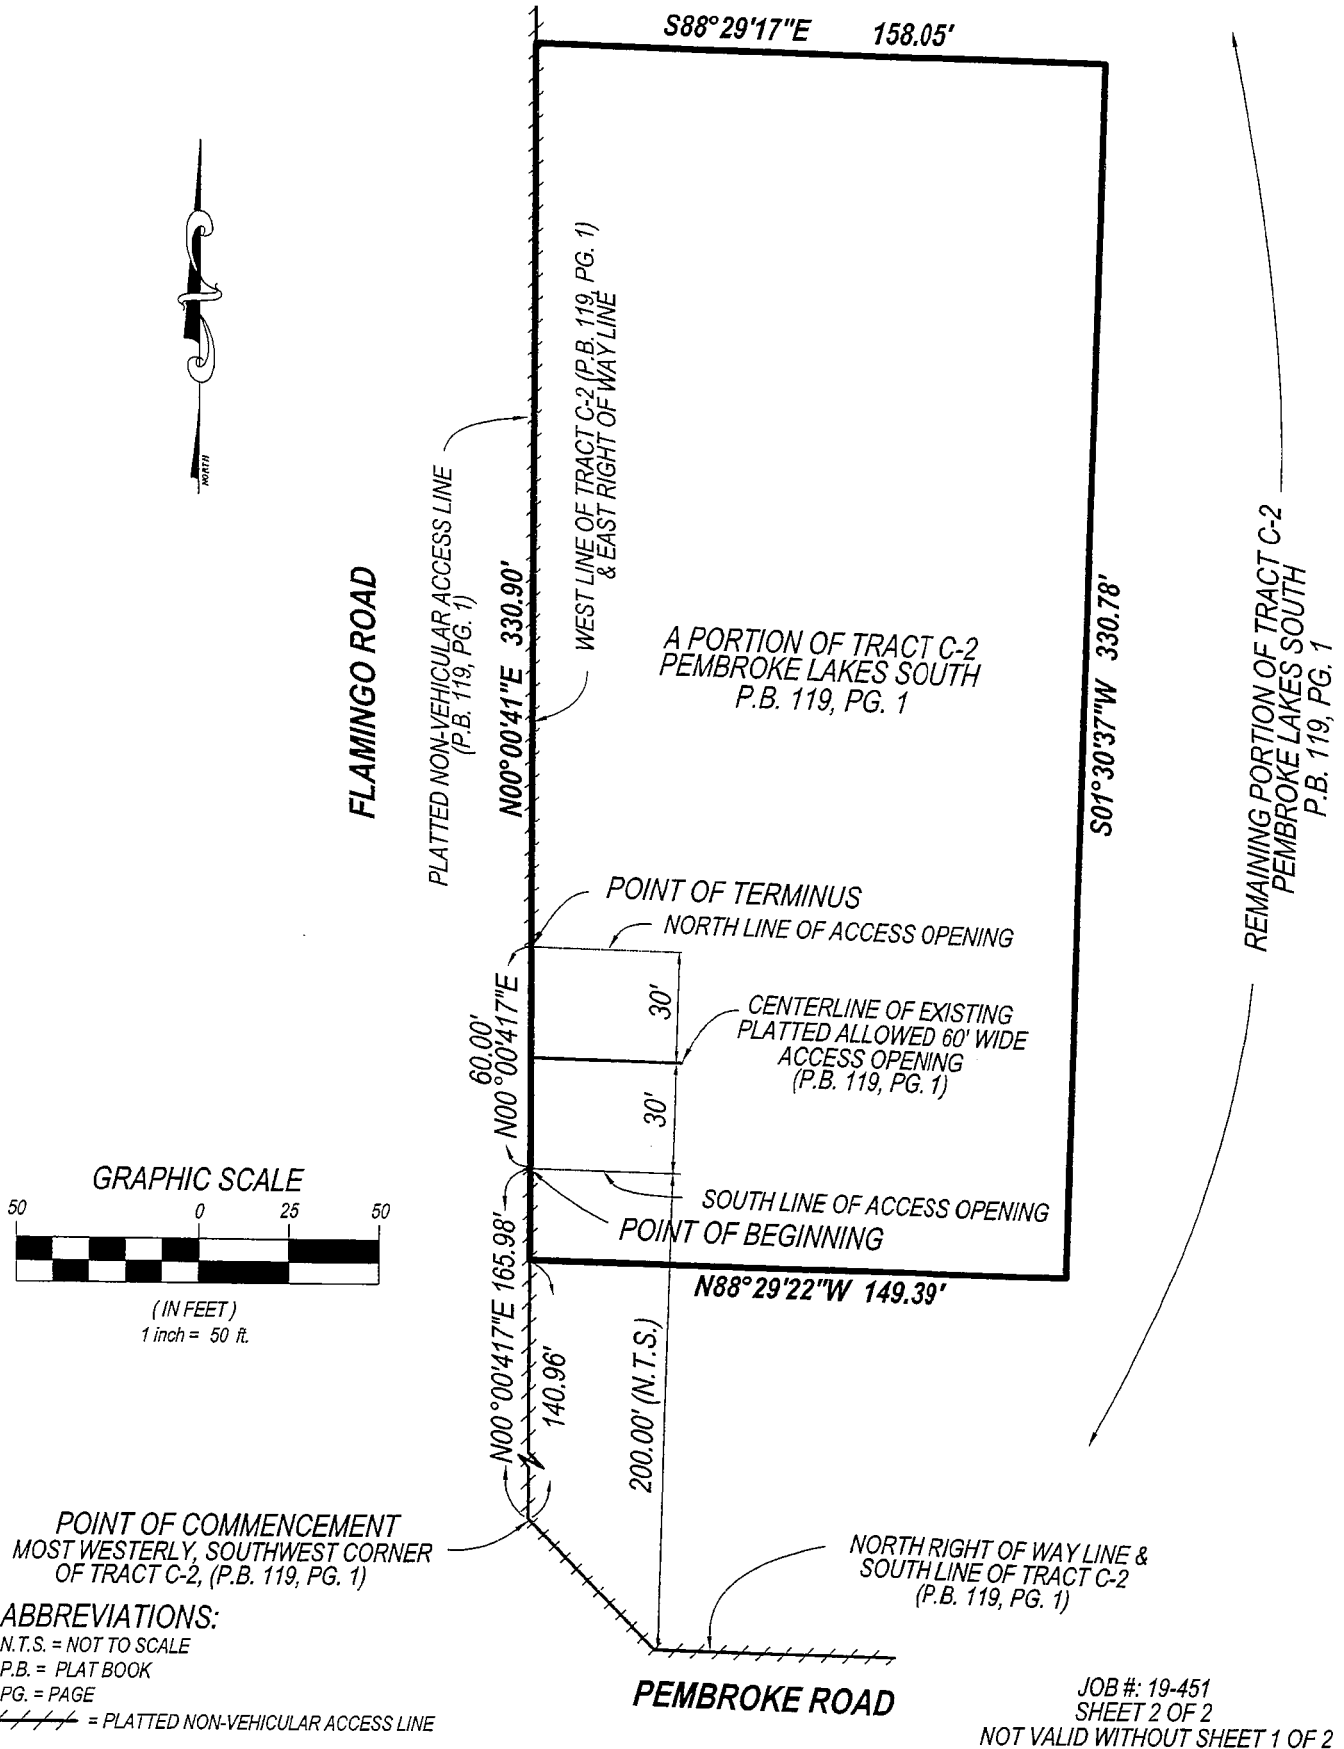 S88°29'17"E 158.05'
NORTH
FLAMINGO ROAD
PLATTED NON-VEHICULAR ACCESS LINE
(P.B. 119, PG. 1)
N00°00'41"E 330.90'
WEST LINE OF TRACT C-2 (P.B. 119, PG. 1)
& EAST RIGHT OF WAY LINE
A PORTION OF TRACT C-2
PEMBROKE LAKES SOUTH
P.B. 119, PG. 1
S01°30'37"W 330.78'
REMAINING PORTION OF TRACT C-2
PEMBROKE LAKES SOUTH
P.B. 119, PG. 1
POINT OF TERMINUS
NORTH LINE OF ACCESS OPENING
60.00'
N00°00'417"E
30'
CENTERLINE OF EXISTING
PLATTED ALLOWED 60' WIDE
ACCESS OPENING
(P.B. 119, PG. 1)
30'
SOUTH LINE OF ACCESS OPENING
POINT OF BEGINNING
N88°29'22"W 149.39'
N00°00'417"E 165.98'
140.96'
200.00' (N.T.S.)
GRAPHIC SCALE
50 0 25 50
(IN FEET)
1 inch = 50 ft.
POINT OF COMMENCEMENT
MOST WESTERLY, SOUTHWEST CORNER
OF TRACT C-2, (P.B. 119, PG. 1)
NORTH RIGHT OF WAY LINE &
SOUTH LINE OF TRACT C-2
(P.B. 119, PG. 1)
ABBREVIATIONS:
N.T.S. = NOT TO SCALE
P.B. = PLAT BOOK
PG. = PAGE
= PLATTED NON-VEHICULAR ACCESS LINE
PEMBROKE ROAD
JOB #: 19-451
SHEET 2 OF 2
NOT VALID WITHOUT SHEET 1 OF 2